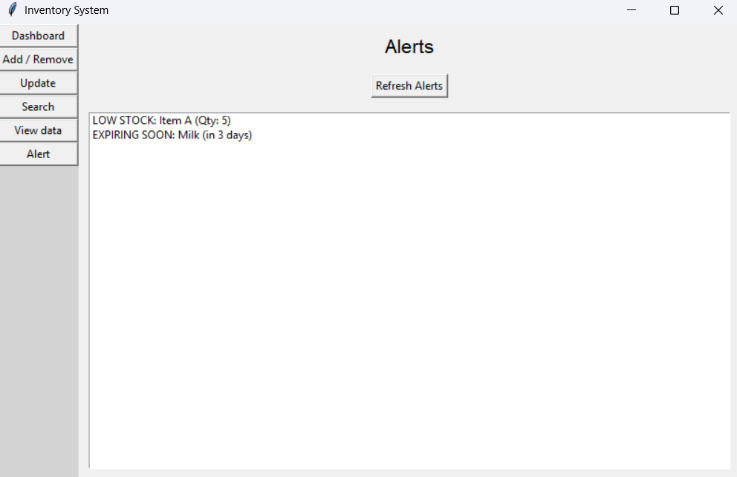 Inventory System
Dashboard
Add / Remove
Update
Search
View data
Alert
Alerts
Refresh Alerts
LOW STOCK: Item A (Qty: 5)
EXPIRING SOON: Milk (in 3 days)